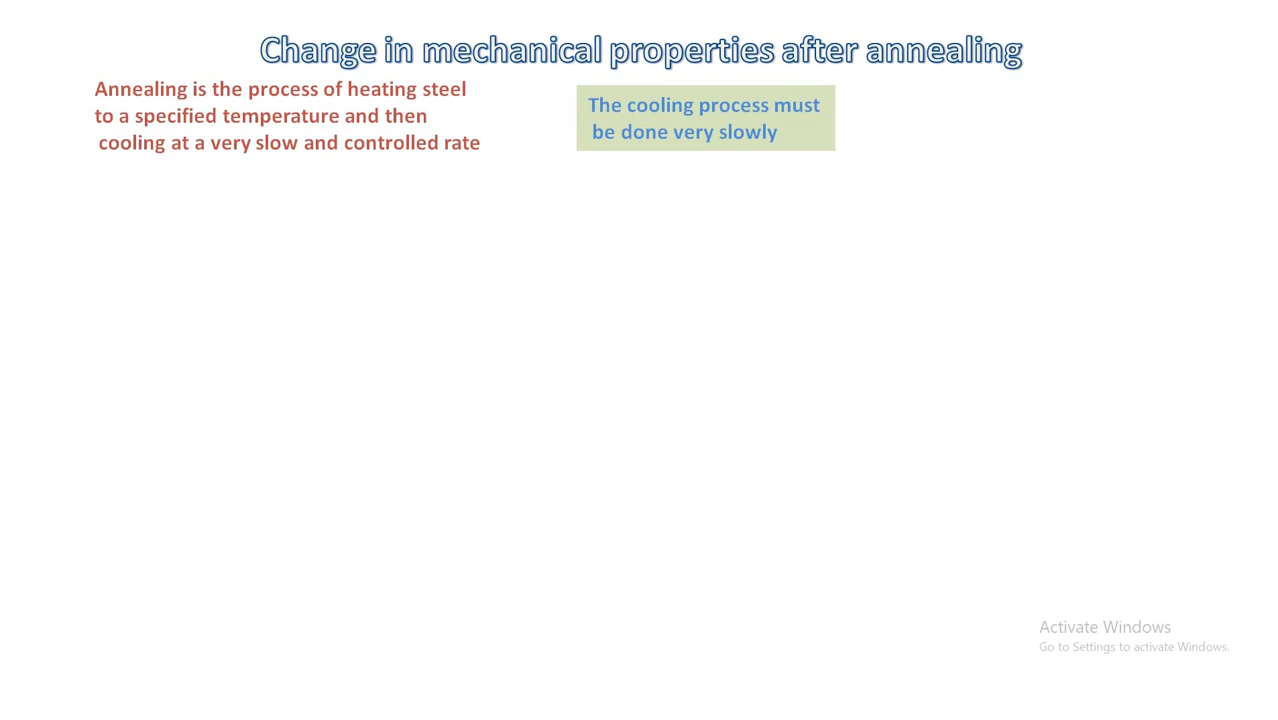 Change in mechanical properties after annealing
Annealing is the process of heating steel
to a specified temperature and then
cooling at a very slow and controlled rate
The cooling process must
be done very slowly
Activate Windows
Go to Settings to activate Windows.